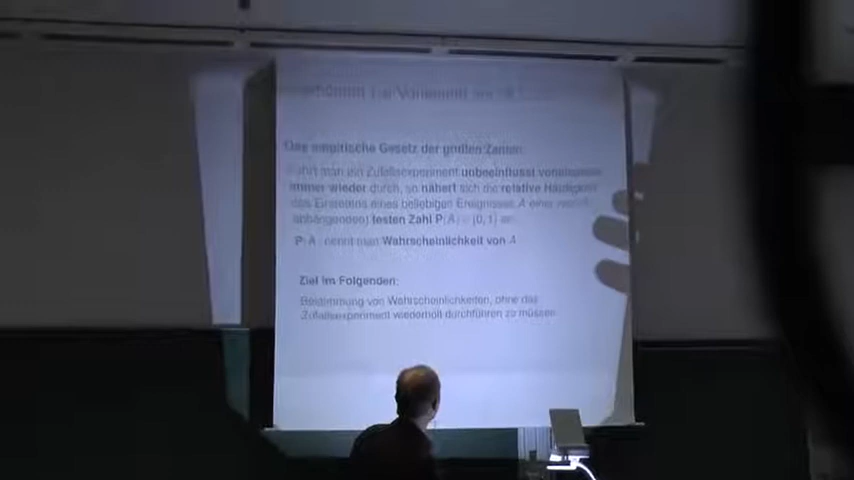 Das empirische Gesetz der großen Zahlen:
Führt man ein Zufallsexperiment unbeeinflusst voneinander
immer wieder durch, so nähert sich die relative Häufigkeit
des Eintretens eines beliebigen Ereignisses A einer
festen Zahl P(A) [0, 1] an.
P(A) nennt man Wahrscheinlichkeit von A
Ziel im Folgenden:
Bestimmung von Wahrscheinlichkeiten, ohne das
Zufallsexperiment wiederholt durchführen zu müssen.